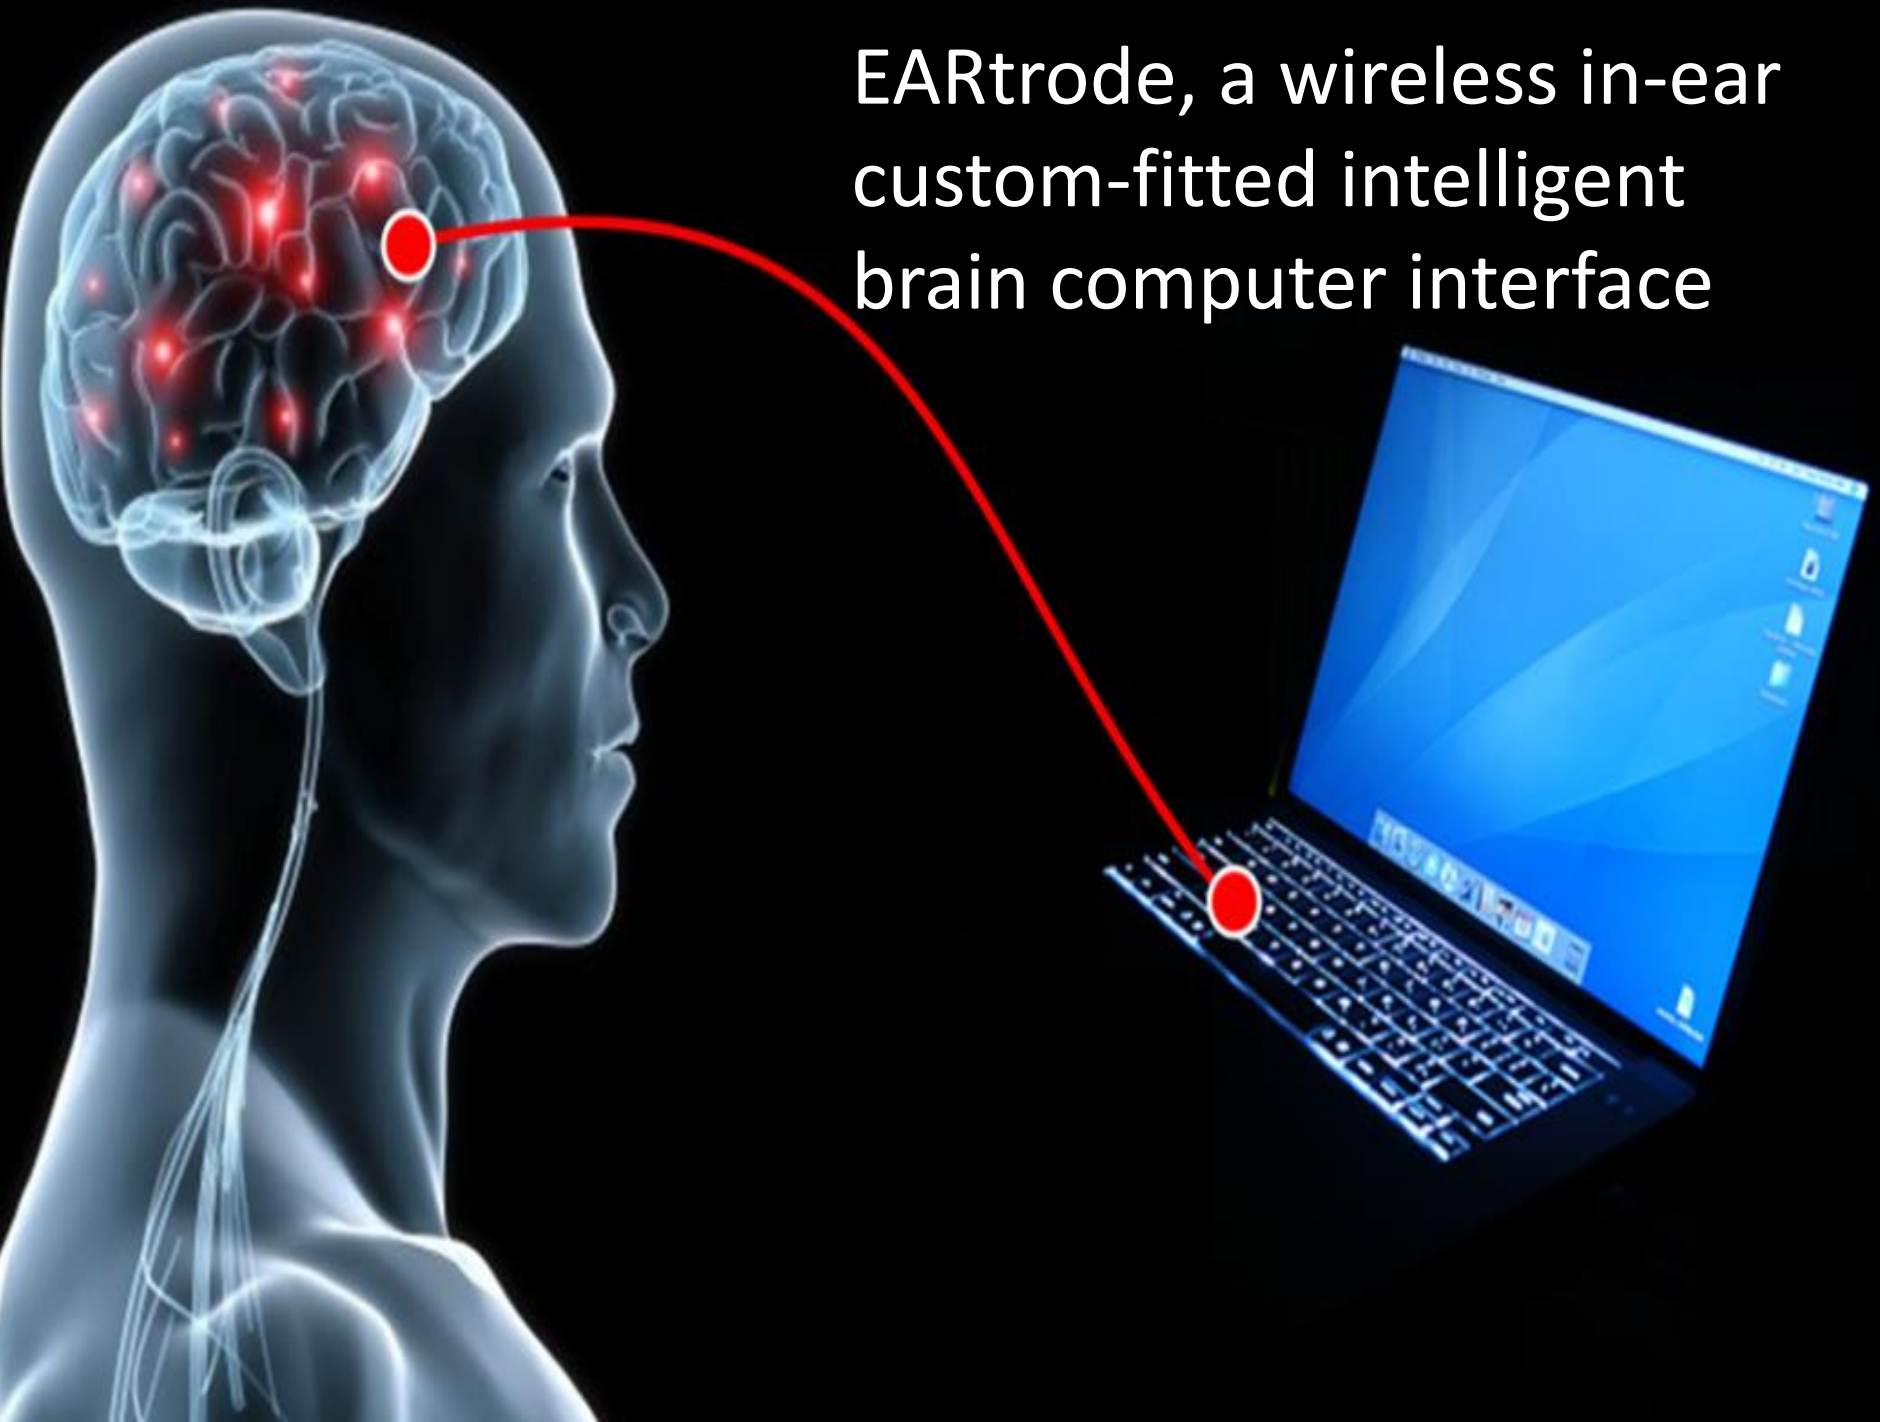 EARtrode, a wireless in-ear
custom-fitted intelligent
brain computer interface